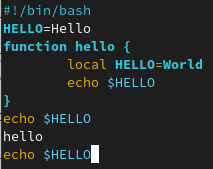 #!/bin/bash
HELLO=Hello
function hello {
        local HELLO=World
        echo $HELLO
}
echo $HELLO
hello
echo $HELLO